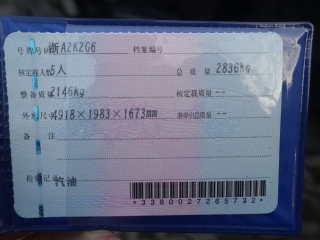 号牌号码 浙A2K2G6 档案编号
核定载人数 5人 总质量 2836kg
整备质量 2146kg 核定载质量 --
外廓尺寸 4918×1983×1673mm 准牵引总质量 --
备注
检验记录
汽油
*3380027265732*